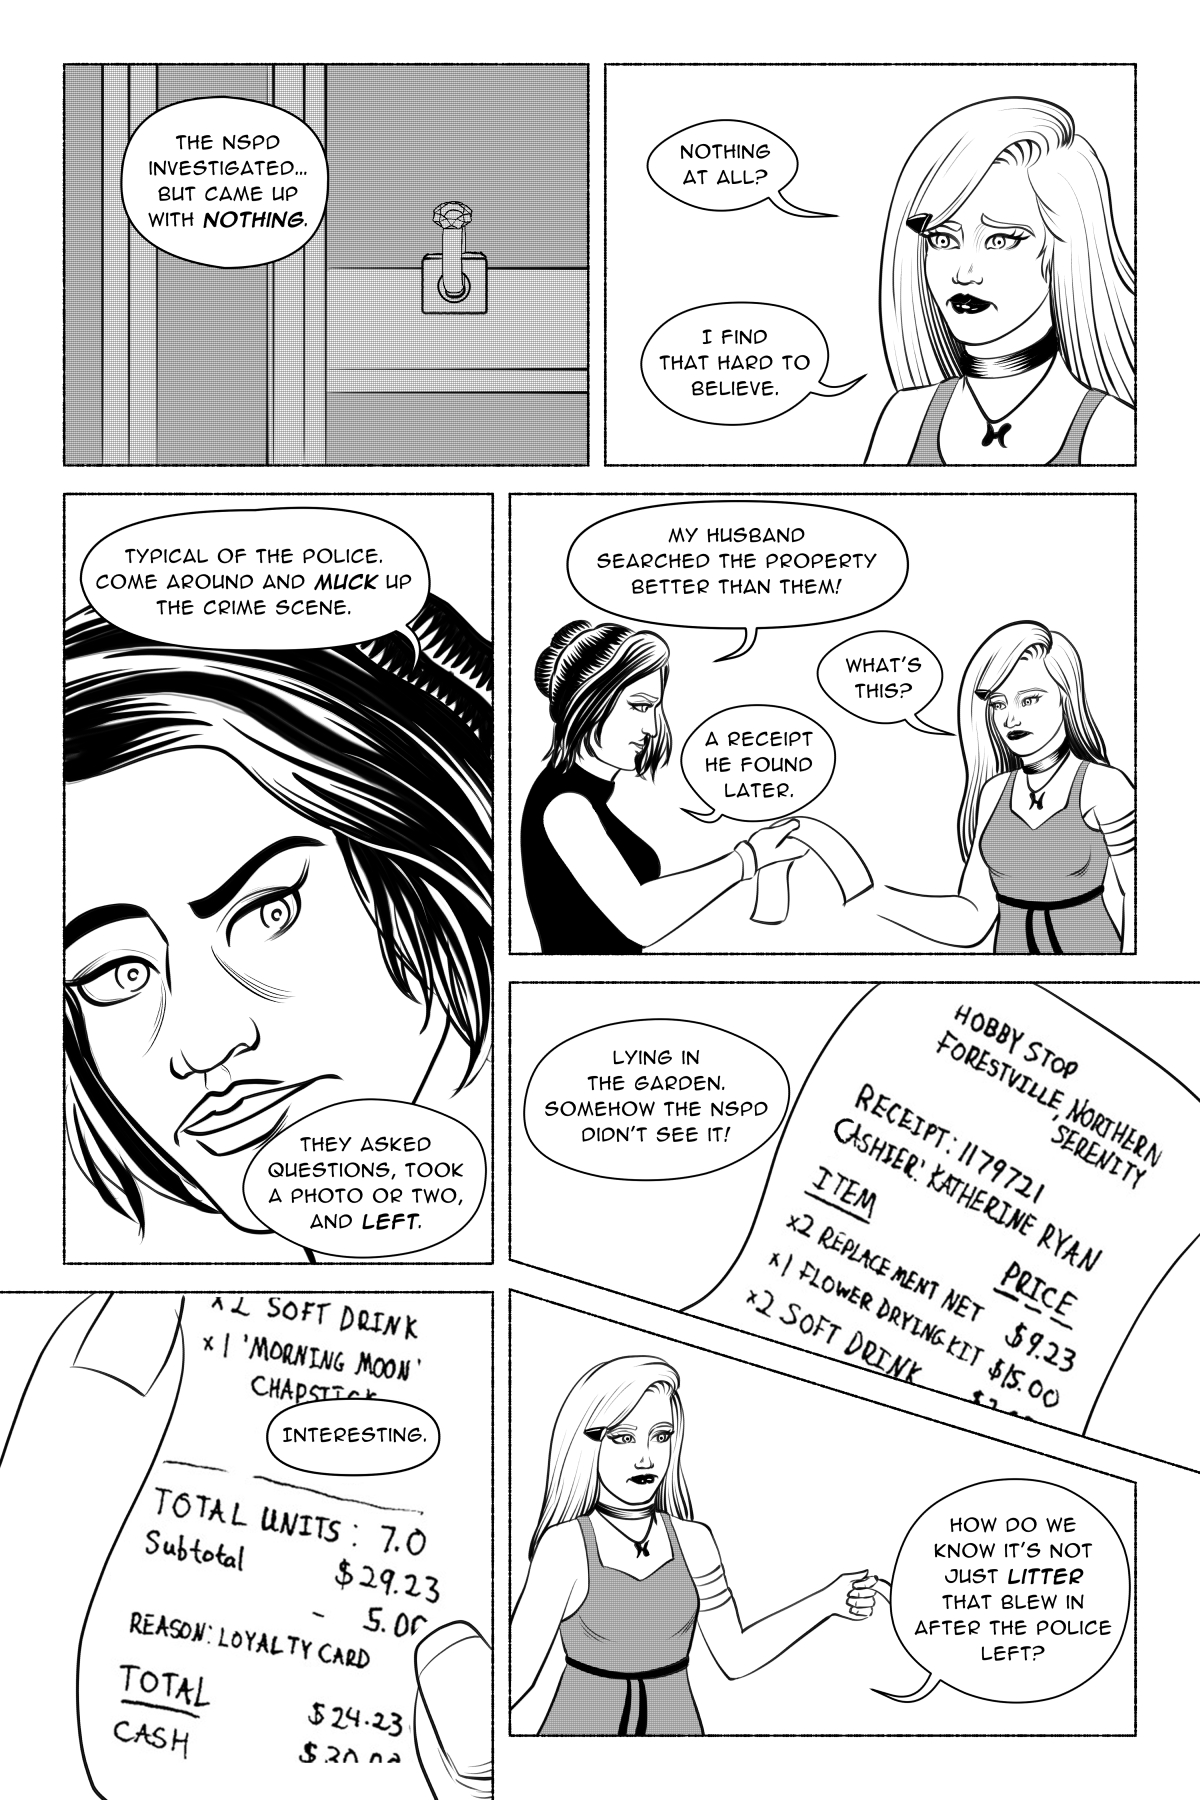 THE NSPD
INVESTIGATED...
BUT CAME UP
WITH NOTHING.
NOTHING
AT ALL?
I FIND
THAT HARD TO
BELIEVE.
TYPICAL OF THE POLICE.
COME AROUND AND MUCK UP
THE CRIME SCENE.
THEY ASKED
QUESTIONS, TOOK
A PHOTO OR TWO,
AND LEFT.
MY HUSBAND
SEARCHED THE PROPERTY
BETTER THAN THEM!
WHAT'S
THIS?
A RECEIPT
HE FOUND
LATER.
LYING IN
THE GARDEN.
SOMEHOW THE NSPD
DIDN'T SEE IT!
HOBBY STOP
FORESTVILLE, NORTHERN
SERENITY
RECEIPT: 1179721
CASHIER: KATHERINE RYAN
ITEM PRICE
x2 REPLACEMENT NET $9.23
x1 FLOWER DRYING KIT $15.00
x2 SOFT DRINK
x2 SOFT DRINK
x1 'MORNING MOON'
CHAPSTICK
INTERESTING.
TOTAL UNITS: 7.0
Subtotal $29.23
- 5.00
REASON: LOYALTY CARD
TOTAL $24.23
CASH
HOW DO WE
KNOW IT'S NOT
JUST LITTER
THAT BLEW IN
AFTER THE POLICE
LEFT?